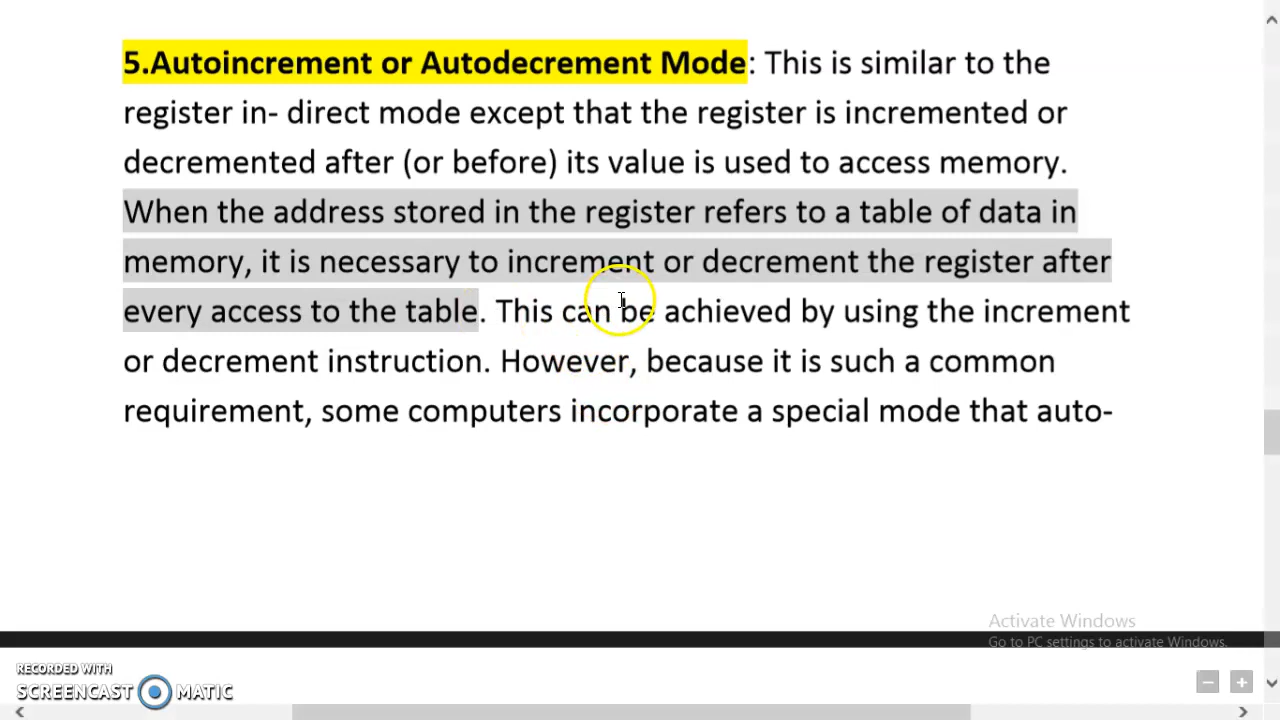 5.Autoincrement or Autodecrement Mode: This is similar to the
register in- direct mode except that the register is incremented or
decremented after (or before) its value is used to access memory.
When the address stored in the register refers to a table of data in
memory, it is necessary to increment or decrement the register after
every access to the table. This can be achieved by using the increment
or decrement instruction. However, because it is such a common
requirement, some computers incorporate a special mode that auto-
Activate Windows
Go to PC settings to activate Windows.
RECORDED WITH
SCREENCAST MATIC